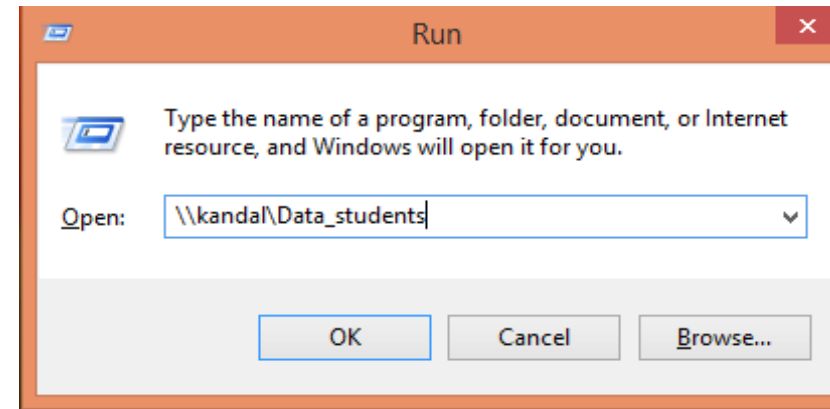 Run
Type the name of a program, folder, document, or Internet
resource, and Windows will open it for you.
Open: \\kandal\Data_students
OK Cancel Browse...